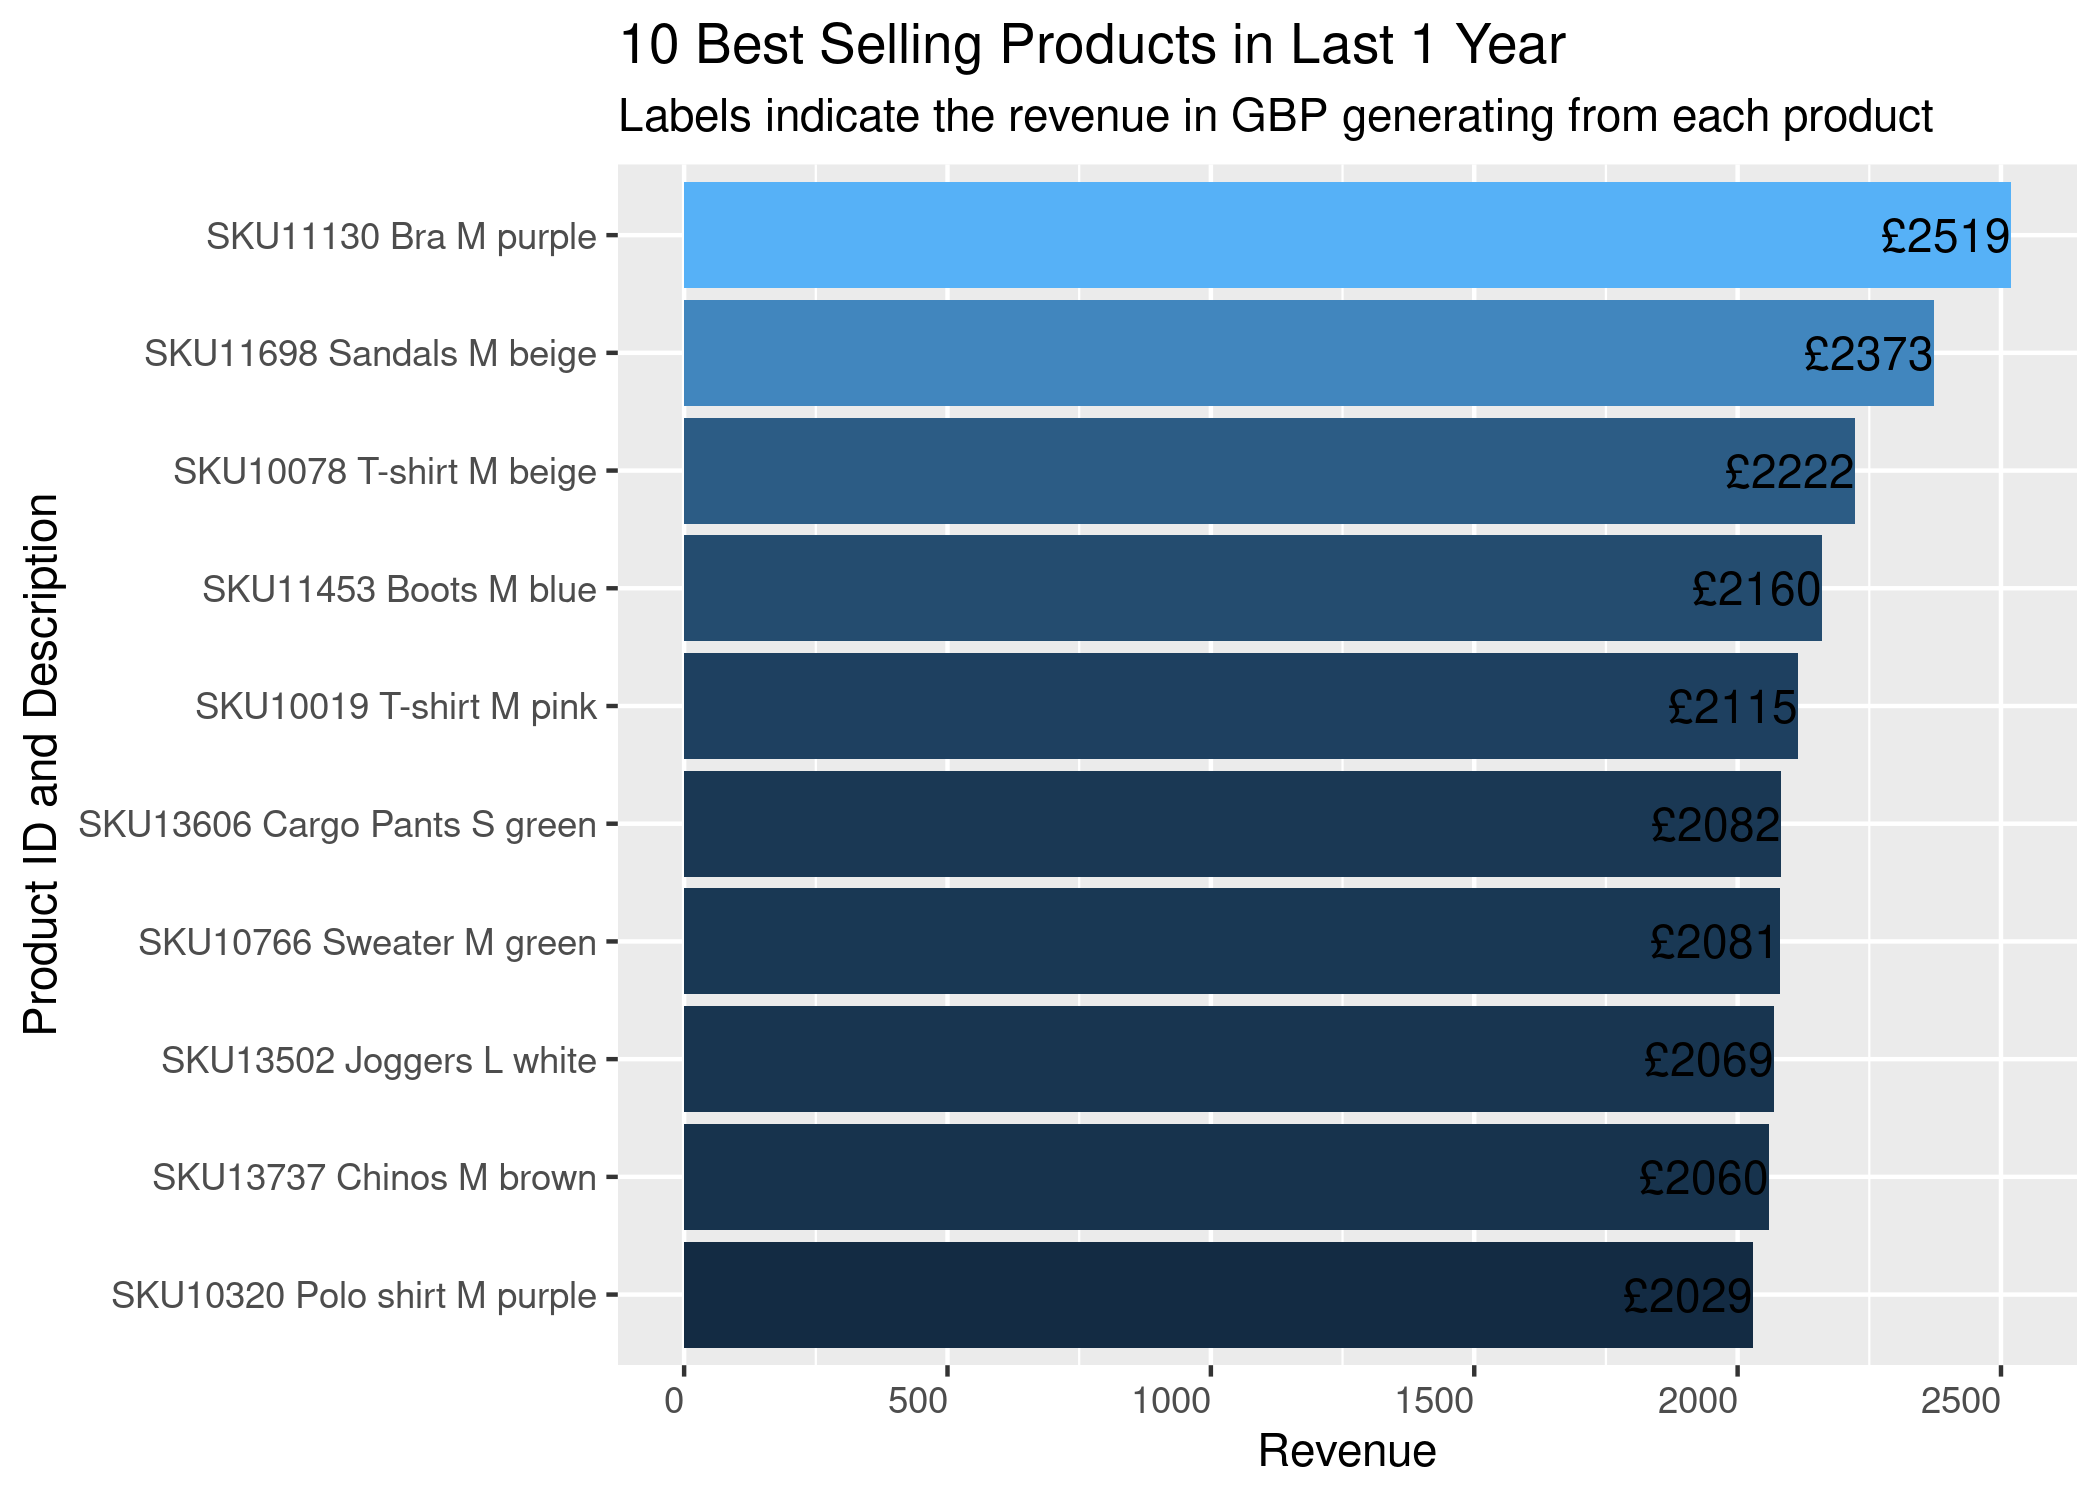 10 Best Selling Products in Last 1 Year
Labels indicate the revenue in GBP generating from each product
Product ID and Description
SKU11130 Bra M purple
£2519
SKU11698 Sandals M beige
£2373
SKU10078 T-shirt M beige
£2222
SKU11453 Boots M blue
£2160
SKU10019 T-shirt M pink
£2115
SKU13606 Cargo Pants S green
£2082
SKU10766 Sweater M green
£2081
SKU13502 Joggers L white
£2069
SKU13737 Chinos M brown
£2060
SKU10320 Polo shirt M purple
£2029
0 500 1000 1500 2000 2500
Revenue